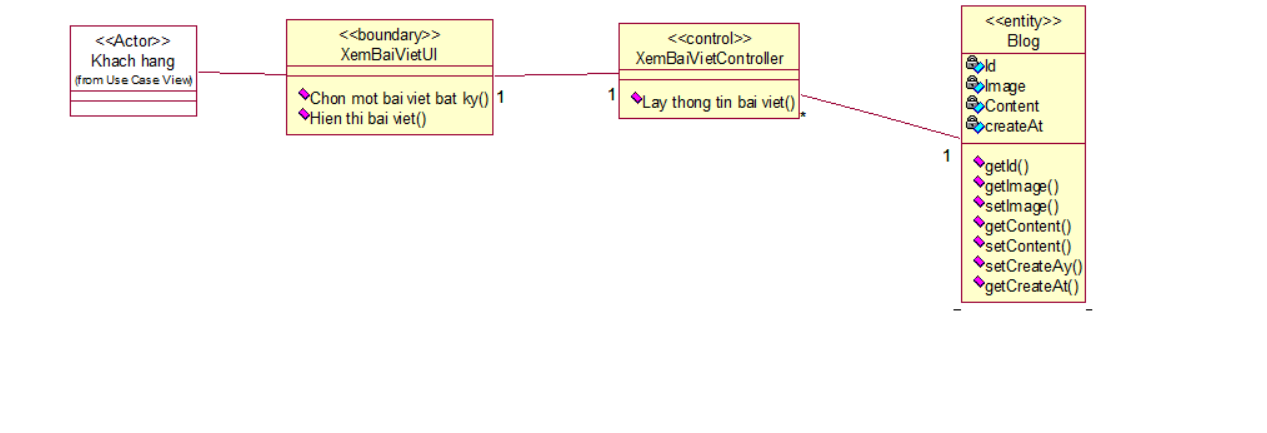 <<Actor>>
Khach hang
(from Use Case View)
<<boundary>>
XemBaiVietUI
Chon mot bai viet bat ky()
Hien thi bai viet()
1
1
<<control>>
XemBaiVietController
Lay thong tin bai viet()
*
1
<<entity>>
Blog
Id
Image
Content
createAt
getId()
getImage()
setImage()
getContent()
setContent()
setCreateAy()
getCreateAt()